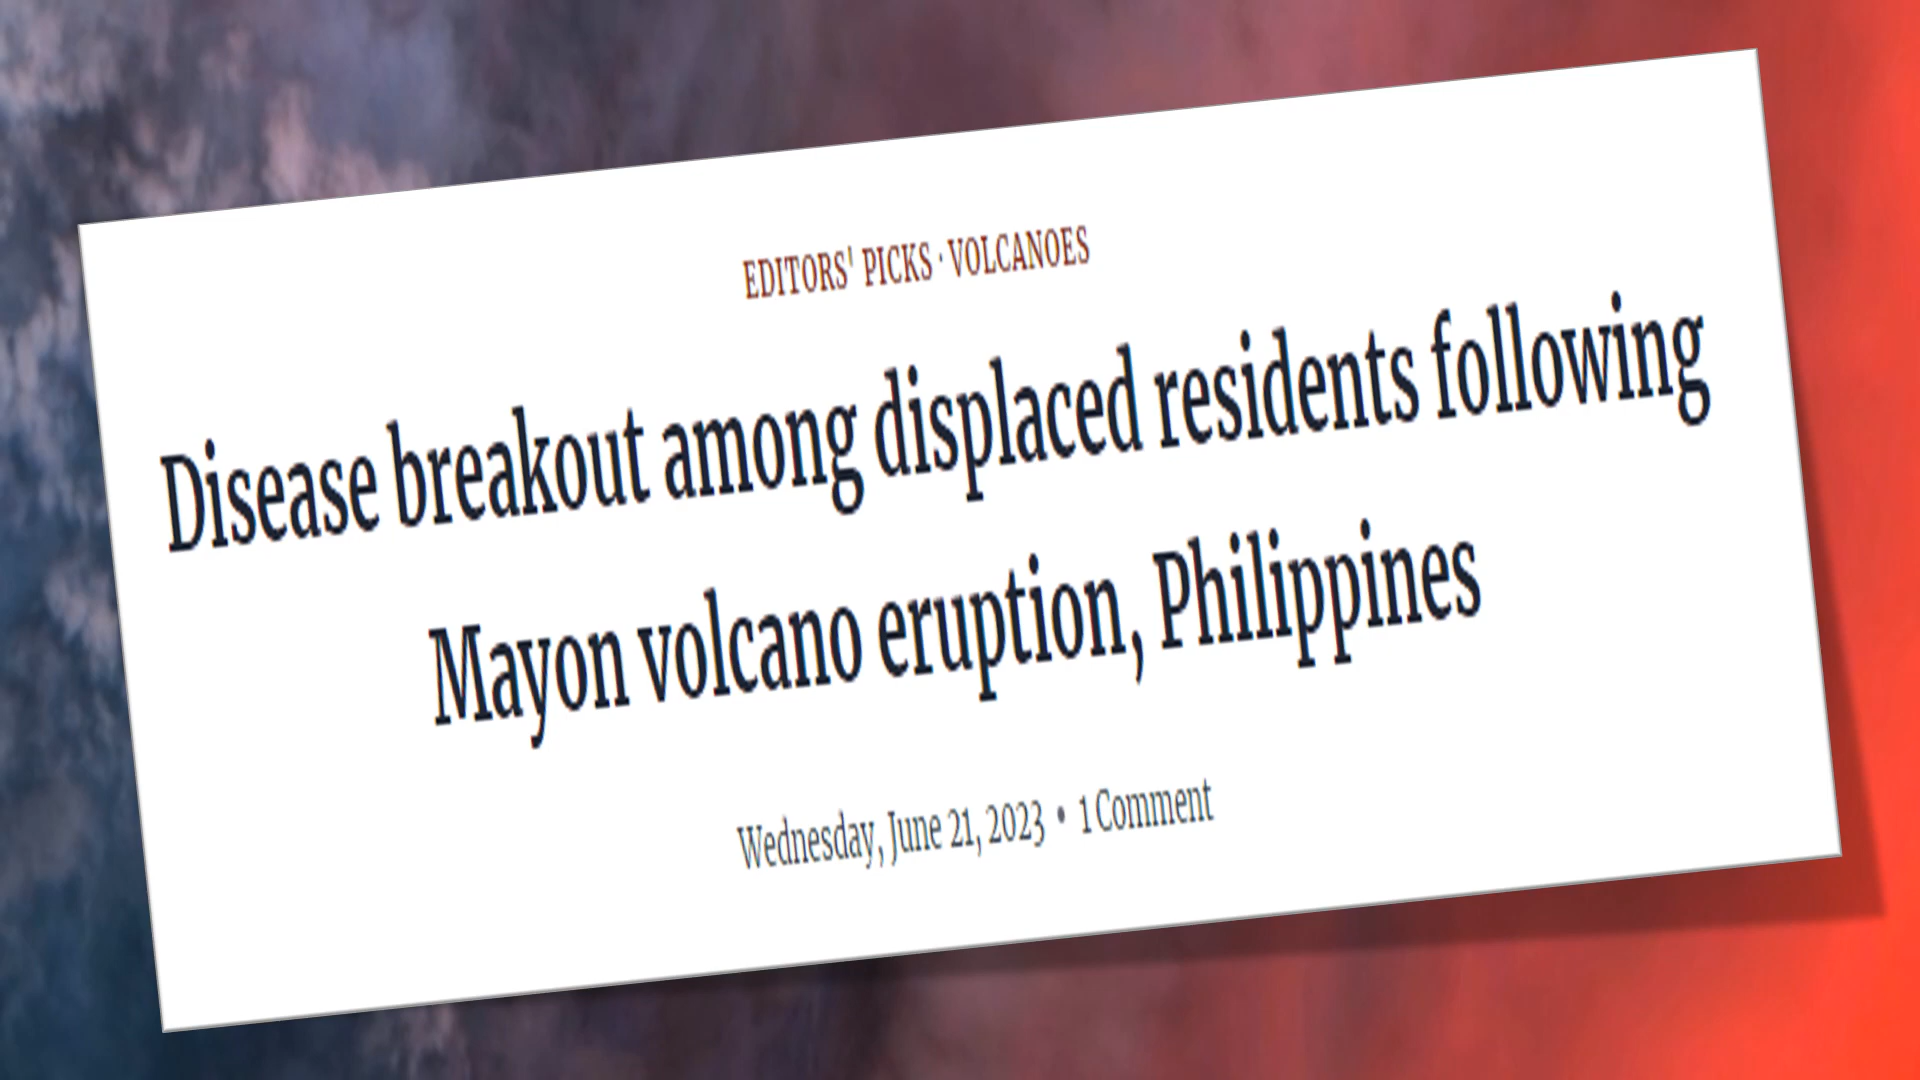 EDITORS' PICKS · VOLCANOES
Disease breakout among displaced residents following
Mayon volcano eruption, Philippines
Wednesday, June 21, 2023 • 1 Comment